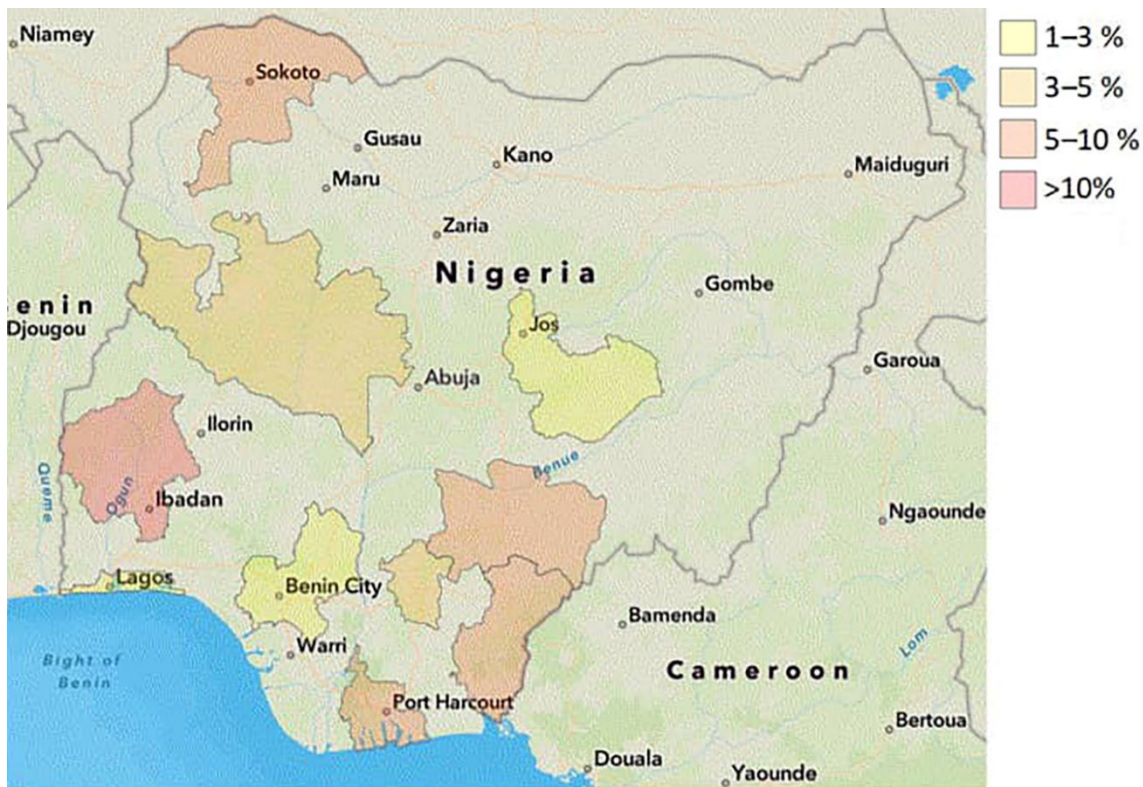 Niamey
Sokoto
Gusau
Kano
Maru
Maiduguri
Zaria
Nigeria
Gombe
enin
Djougou
Jos
Garoua
Abuja
Ilorin
Benue
Oueme
Ogun
Ibadan
Ngaounde
Lagos
Benin City
Bamenda
Warri
Lom
Bight of
Benin
Cameroon
Port Harcourt
Bertoua
Douala
Yaounde
1–3 %
3–5 %
5–10 %
>10%